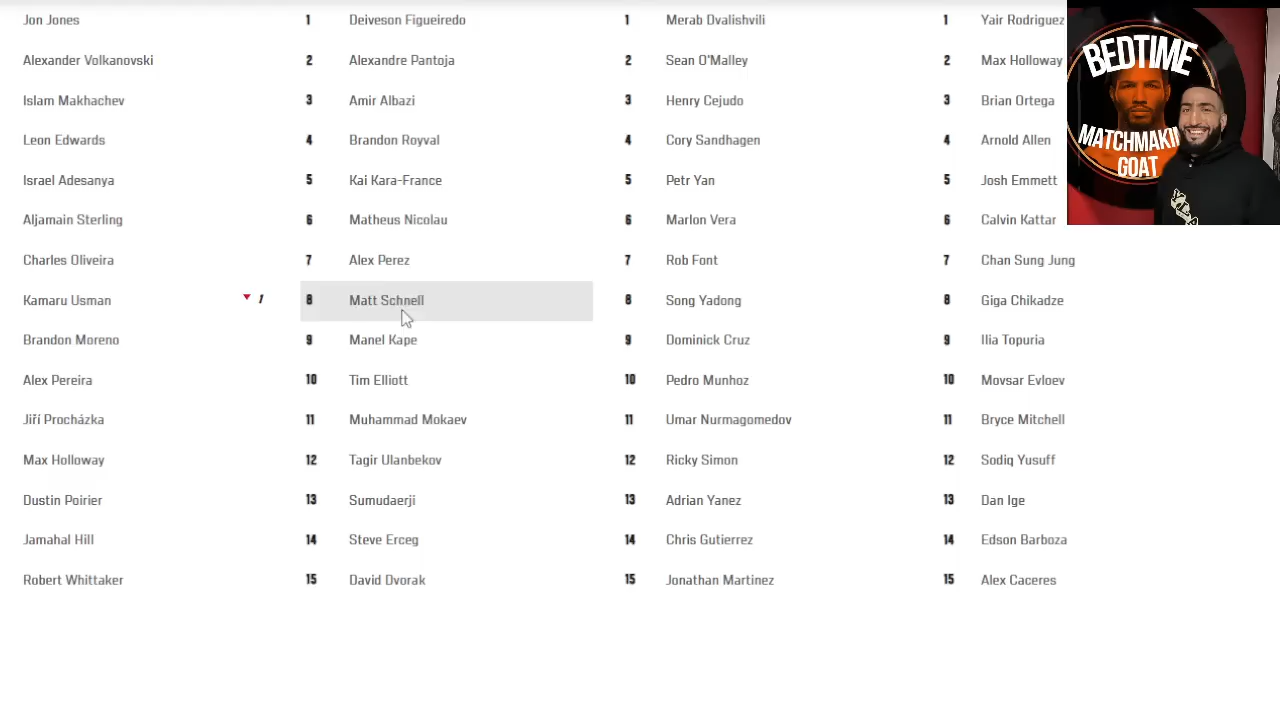 Jon Jones
Alexander Volkanovski
Islam Makhachev
Leon Edwards
Israel Adesanya
Aljamain Sterling
Charles Oliveira
Kamaru Usman 1
Brandon Moreno
Alex Pereira
Jiří Procházka
Max Holloway
Dustin Poirier
Jamahal Hill
Robert Whittaker
1 Deiveson Figueiredo
2 Alexandre Pantoja
3 Amir Albazi
4 Brandon Royval
5 Kai Kara-France
6 Matheus Nicolau
7 Alex Perez
8 Matt Schnell
9 Manel Kape
10 Tim Elliott
11 Muhammad Mokaev
12 Tagir Ulanbekov
13 Sumudaerji
14 Steve Erceg
15 David Dvorak
1 Merab Dvalishvili
2 Sean O'Malley
3 Henry Cejudo
4 Cory Sandhagen
5 Petr Yan
6 Marlon Vera
7 Rob Font
8 Song Yadong
9 Dominick Cruz
10 Pedro Munhoz
11 Umar Nurmagomedov
12 Ricky Simon
13 Adrian Yanez
14 Chris Gutierrez
15 Jonathan Martinez
1 Yair Rodriguez
2 Max Holloway
3 Brian Ortega
4 Arnold Allen
5 Josh Emmett
6 Calvin Kattar
7 Chan Sung Jung
8 Giga Chikadze
9 Ilia Topuria
10 Movsar Evloev
11 Bryce Mitchell
12 Sodiq Yusuff
13 Dan Ige
14 Edson Barboza
15 Alex Caceres
BEDTIME
MATCHMAKIN
GOAT